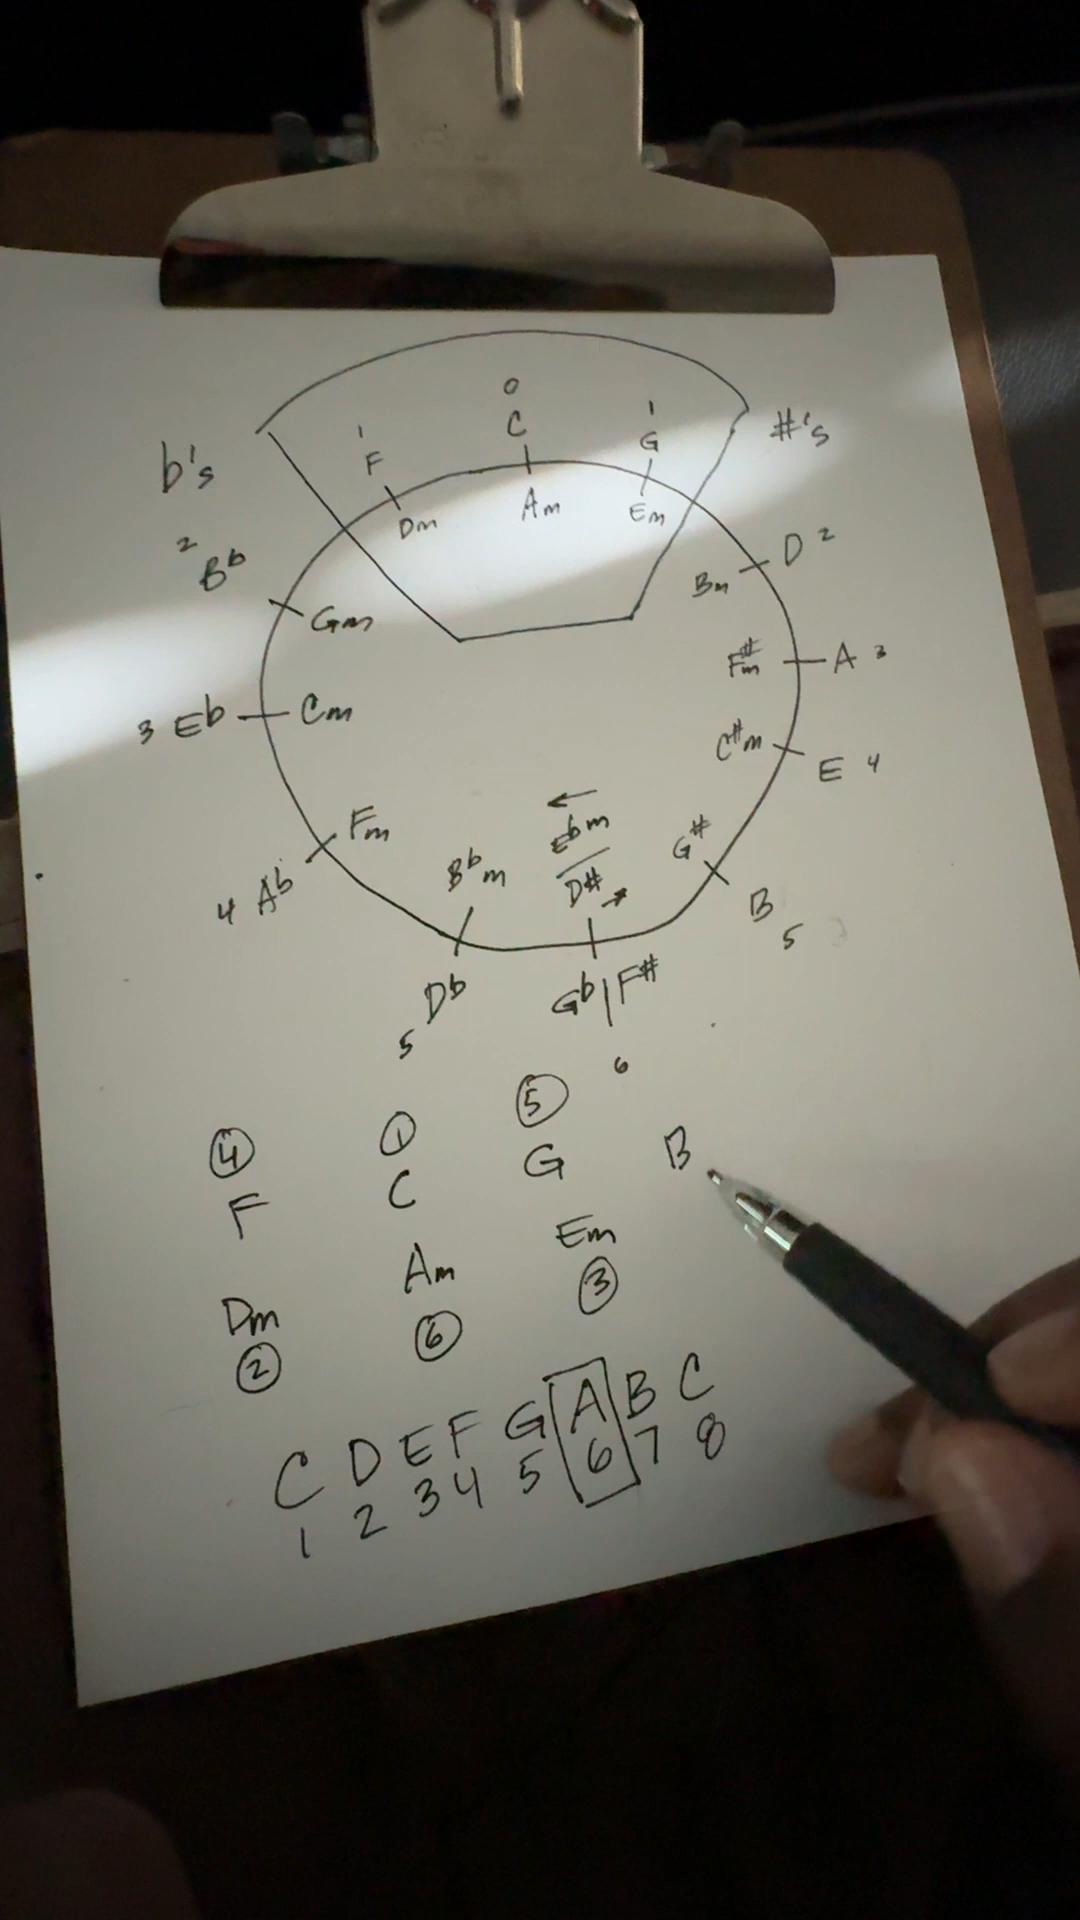 0
1 C 1
F G
b's #'s
Dm Am Em
2 Bb D 2
Gm Bm
F#m A 3
3 Eb Cm
C#m E 4
←
Fm Ebm
4 Ab Bbm D# → G#
B 5
Db Gb|F#
5 6
④ ① ⑤
F C G B
Dm Am Em
② ⑥ ③
C D E F G A B C
1 2 3 4 5 6 7 8